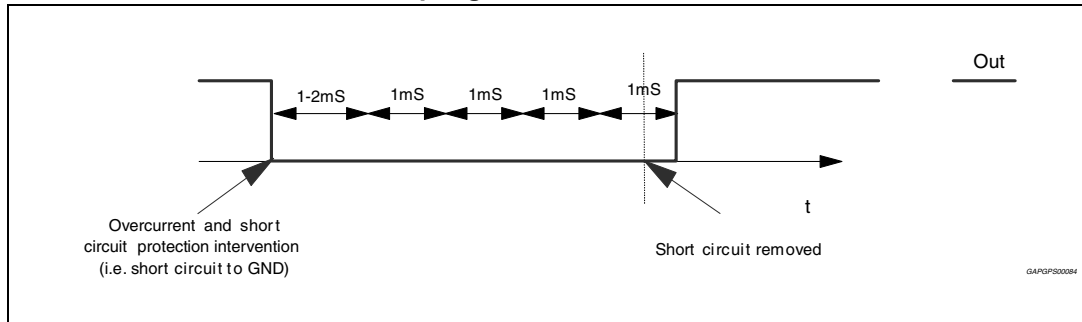 Out
1-2mS 1mS 1mS 1mS 1mS
t
Overcurrent and short
circuit protection intervention
(i.e. short circuit to GND)
Short circuit removed
GAPGPS00084